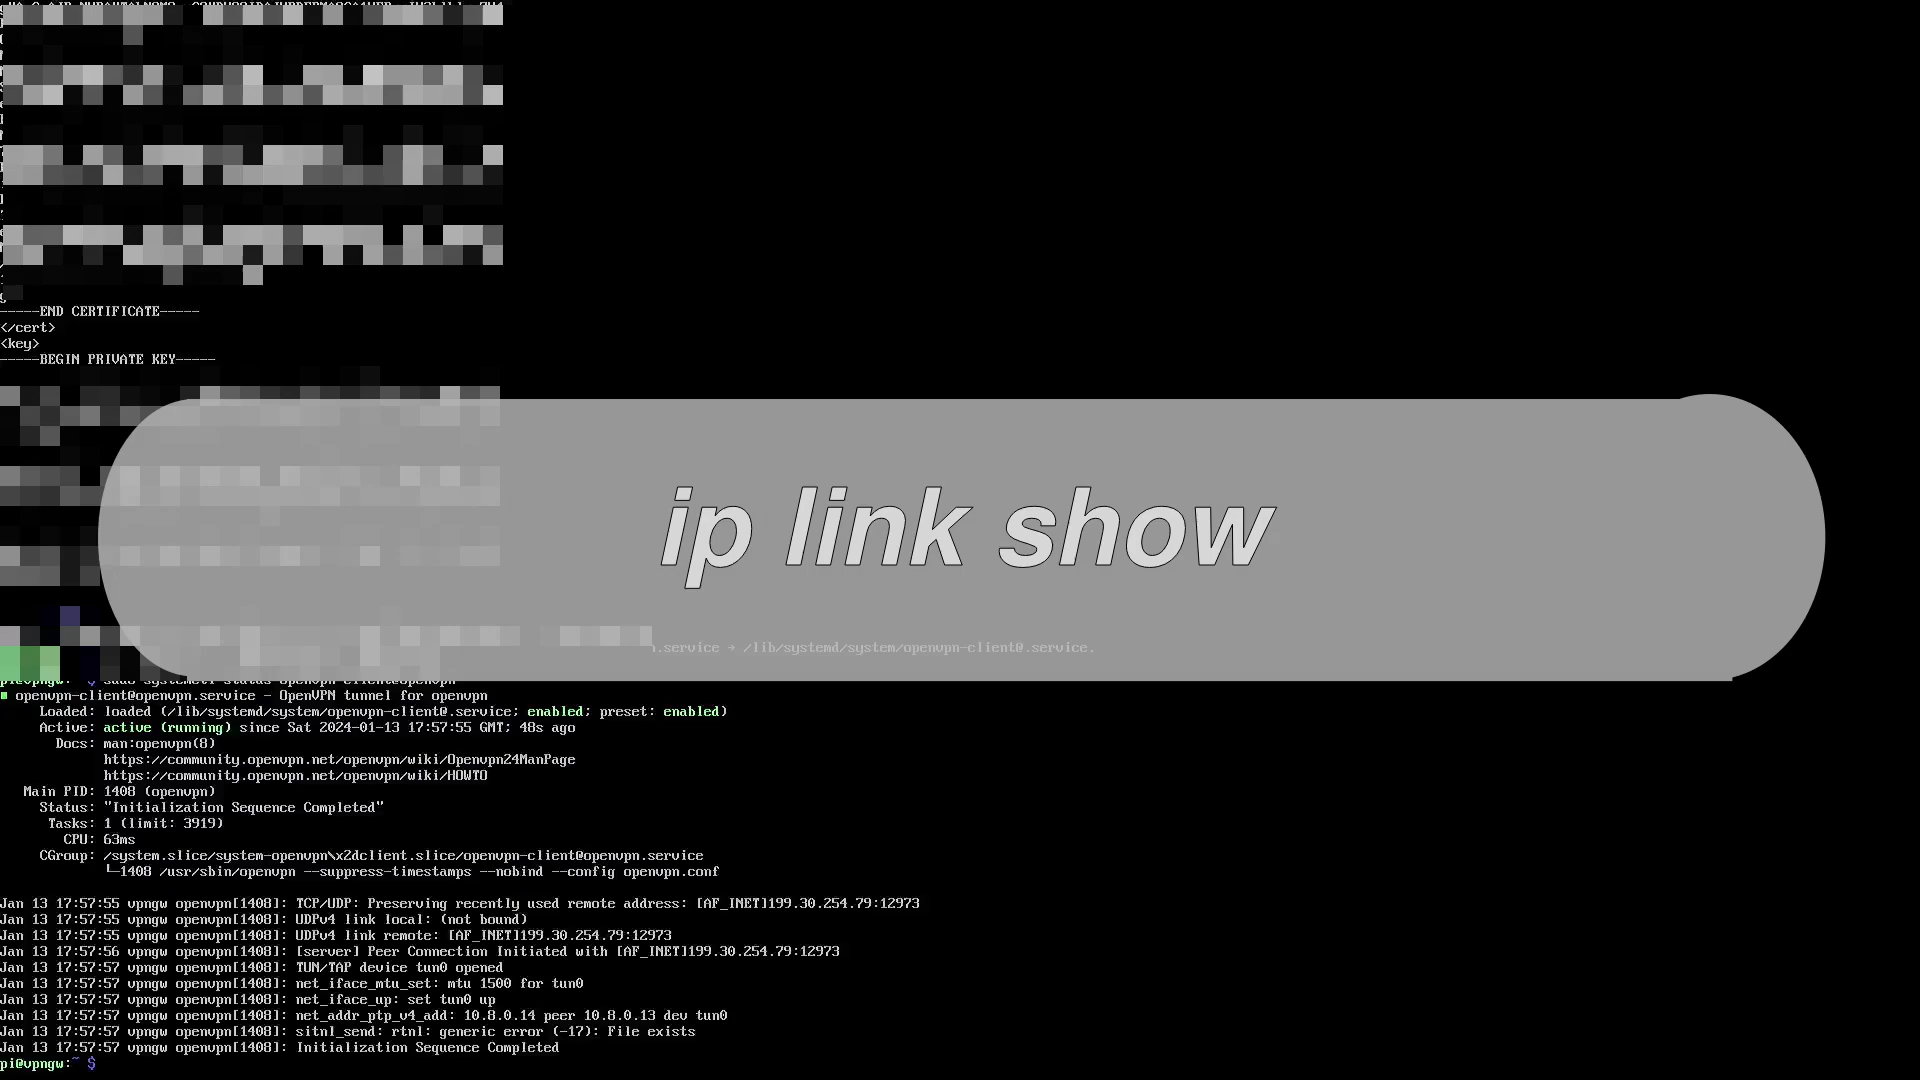 -----END CERTIFICATE-----
</cert>
<key>
-----BEGIN PRIVATE KEY-----
ip link show
.service → /lib/systemd/system/openvpn-client@.service.
pi@vpngw:~ $ sudo systemctl status openvpn-client@openvpn
openvpn-client@openvpn.service - OpenVPN tunnel for openvpn
Loaded: loaded (/lib/systemd/system/openvpn-client@.service; enabled; preset: enabled)
Active: active (running) since Sat 2024-01-13 17:57:55 GMT; 48s ago
Docs: man:openvpn(8)
https://community.openvpn.net/openvpn/wiki/Openvpn24ManPage
https://community.openvpn.net/openvpn/wiki/HOWTO
Main PID: 1408 (openvpn)
Status: "Initialization Sequence Completed"
Tasks: 1 (limit: 3919)
CPU: 63ms
CGroup: /system.slice/system-openvpn\x2dclient.slice/openvpn-client@openvpn.service
└─1408 /usr/sbin/openvpn --suppress-timestamps --nobind --config openvpn.conf
Jan 13 17:57:55 vpngw openvpn[1408]: TCP/UDP: Preserving recently used remote address: [AF_INET]199.30.254.79:12973
Jan 13 17:57:55 vpngw openvpn[1408]: UDPv4 link local: (not bound)
Jan 13 17:57:55 vpngw openvpn[1408]: UDPv4 link remote: [AF_INET]199.30.254.79:12973
Jan 13 17:57:56 vpngw openvpn[1408]: [server] Peer Connection Initiated with [AF_INET]199.30.254.79:12973
Jan 13 17:57:57 vpngw openvpn[1408]: TUN/TAP device tun0 opened
Jan 13 17:57:57 vpngw openvpn[1408]: net_iface_mtu_set: mtu 1500 for tun0
Jan 13 17:57:57 vpngw openvpn[1408]: net_iface_up: set tun0 up
Jan 13 17:57:57 vpngw openvpn[1408]: net_addr_ptp_v4_add: 10.8.0.14 peer 10.8.0.13 dev tun0
Jan 13 17:57:57 vpngw openvpn[1408]: sitnl_send: rtnl: generic error (-17): File exists
Jan 13 17:57:57 vpngw openvpn[1408]: Initialization Sequence Completed
pi@vpngw:~ $